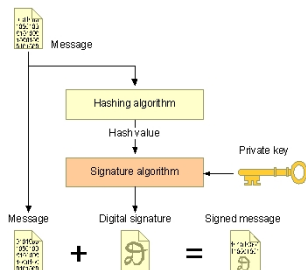 Message
Hashing algorithm
Hash value
Private key
Signature algorithm
Message
Digital signature
Signed message
+
=